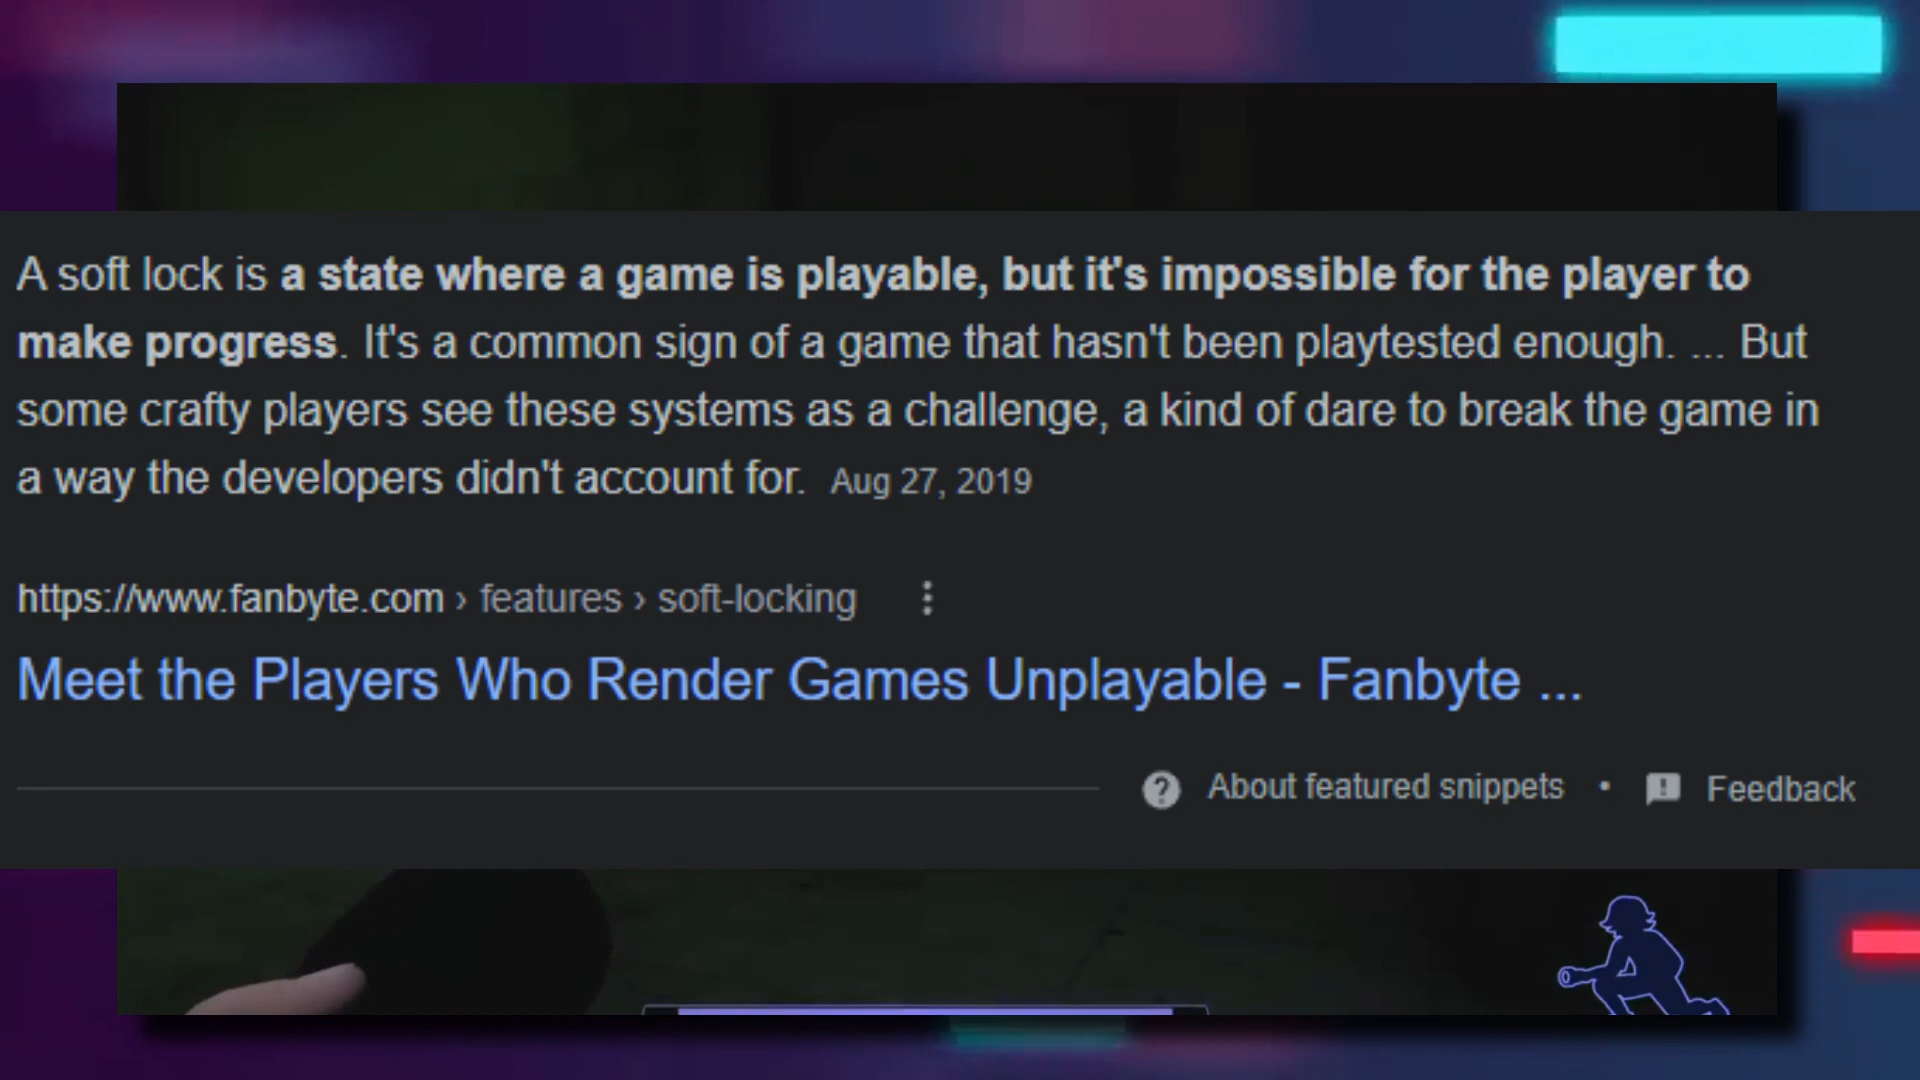 A soft lock is a state where a game is playable, but it's impossible for the player to
make progress. It's a common sign of a game that hasn't been playtested enough. ... But
some crafty players see these systems as a challenge, a kind of dare to break the game in
a way the developers didn't account for. Aug 27, 2019
https://www.fanbyte.com › features › soft-locking
Meet the Players Who Render Games Unplayable - Fanbyte ...
About featured snippets • Feedback